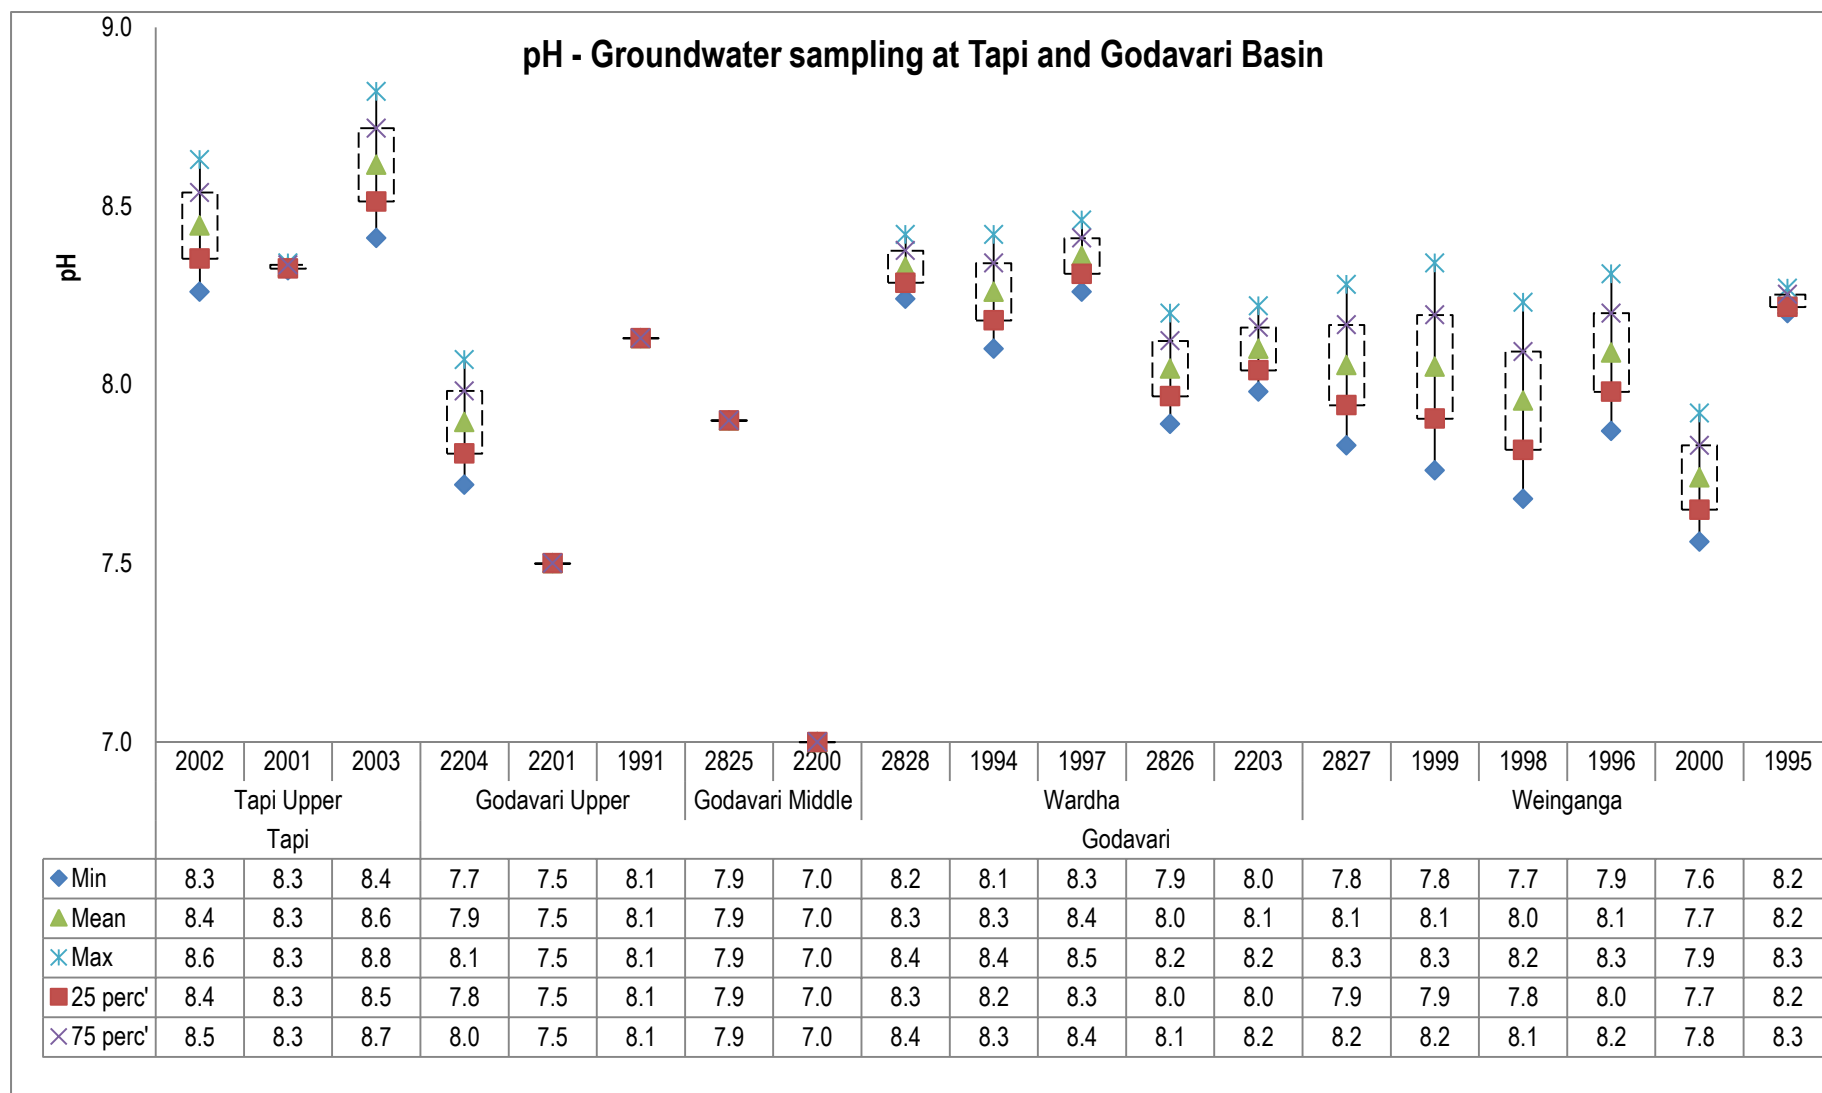 pH - Groundwater sampling at Tapi and Godavari Basin
9.0
8.5
8.0
7.5
7.0
pH
2002 2001 2003 2204 2201 1991 2825 2200 2828 1994 1997 2826 2203 2827 1999 1998 1996 2000 1995
Tapi Upper Godavari Upper Godavari Middle Wardha Weinganga
Tapi Godavari
Min 8.3 8.3 8.4 7.7 7.5 8.1 7.9 7.0 8.2 8.1 8.3 7.9 8.0 7.8 7.8 7.7 7.9 7.6 8.2
Mean 8.4 8.3 8.6 7.9 7.5 8.1 7.9 7.0 8.3 8.3 8.4 8.0 8.1 8.1 8.1 8.0 8.1 7.7 8.2
Max 8.6 8.3 8.8 8.1 7.5 8.1 7.9 7.0 8.4 8.4 8.5 8.2 8.2 8.3 8.3 8.2 8.3 7.9 8.3
25 perc' 8.4 8.3 8.5 7.8 7.5 8.1 7.9 7.0 8.3 8.2 8.3 8.0 8.0 7.9 7.9 7.8 8.0 7.7 8.2
75 perc' 8.5 8.3 8.7 8.0 7.5 8.1 7.9 7.0 8.4 8.3 8.4 8.1 8.2 8.2 8.2 8.1 8.2 7.8 8.3